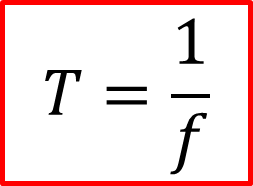 T = 1/f